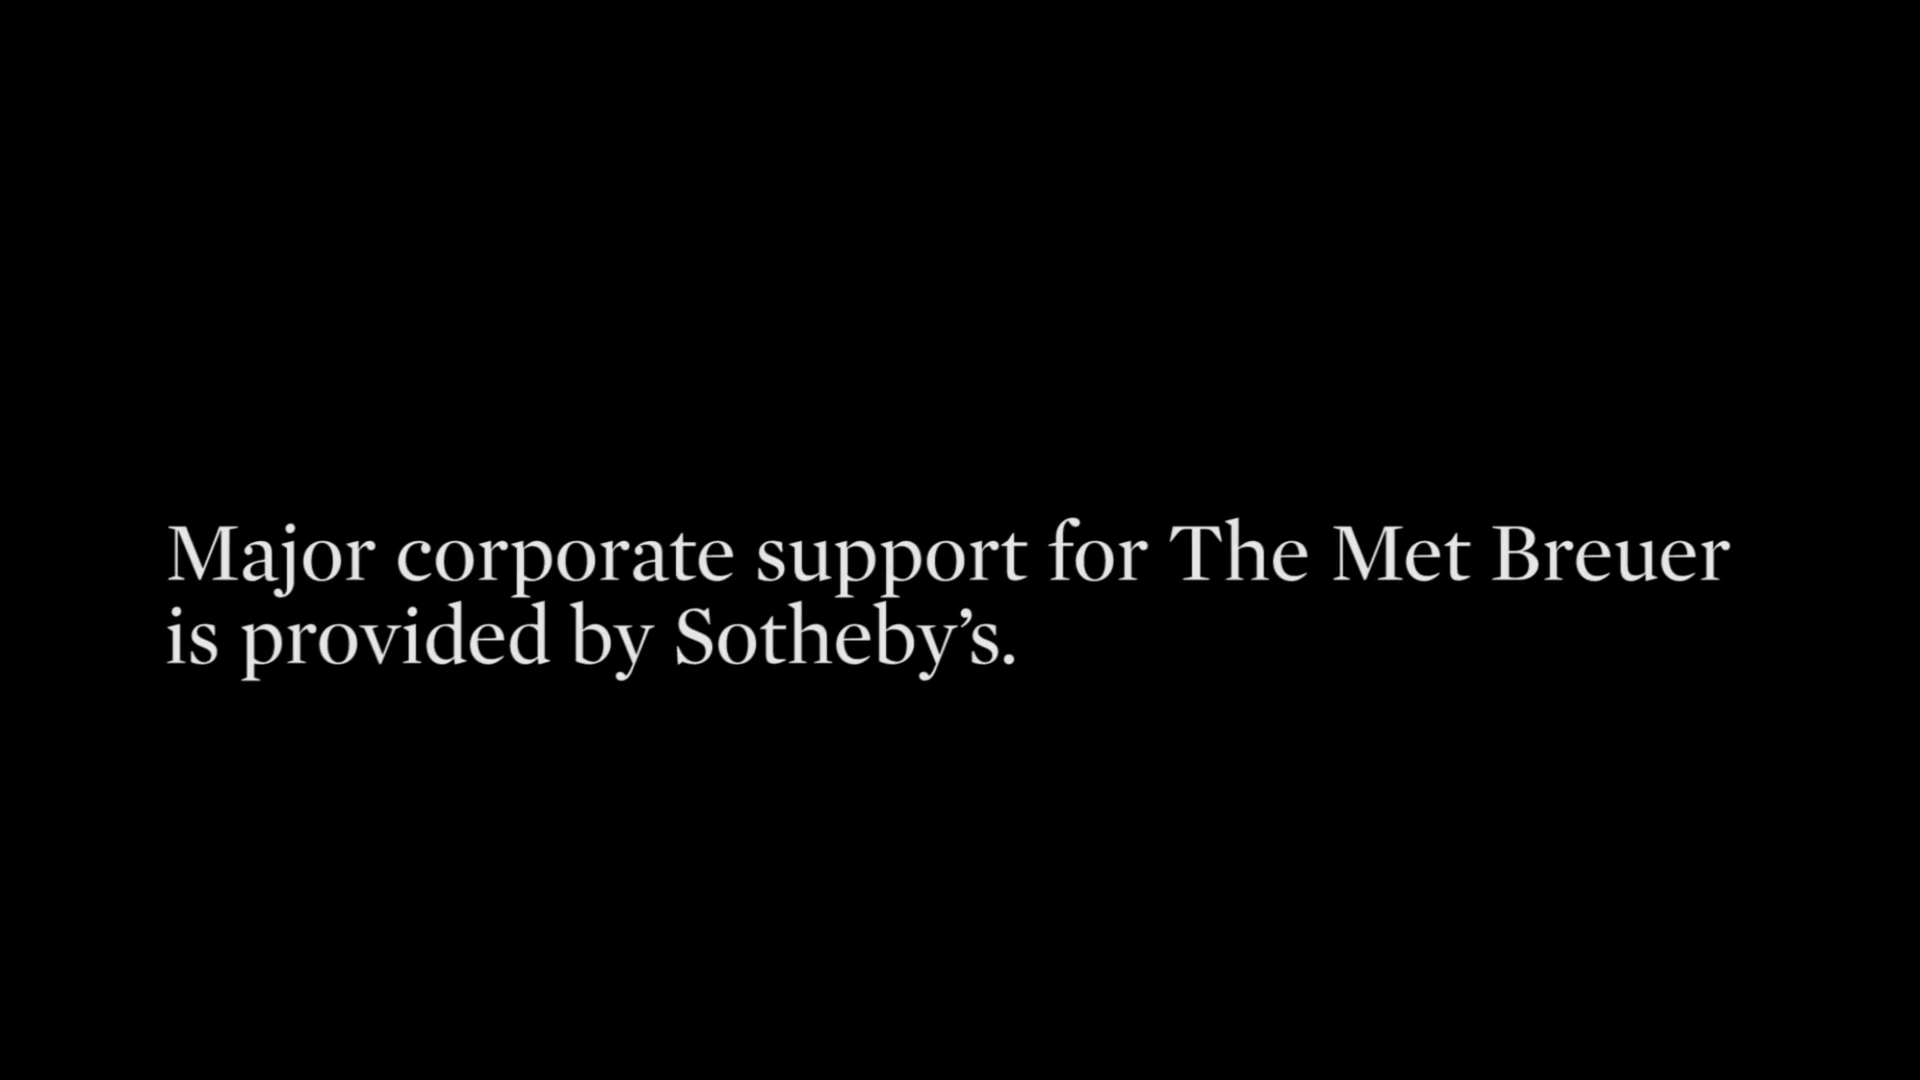 Major corporate support for The Met Breuer
is provided by Sotheby’s.